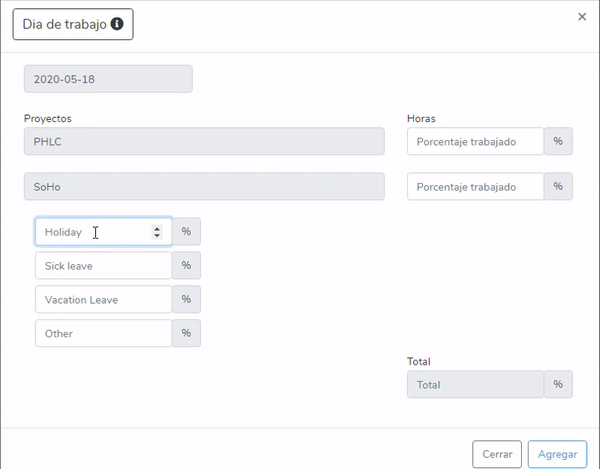 Dia de trabajo
×
2020-05-18
Proyectos
Horas
PHLC
Porcentaje trabajado %
SoHo
Porcentaje trabajado %
Holiday %
Sick leave %
Vacation Leave %
Other %
Total
Total %
Cerrar
Agregar